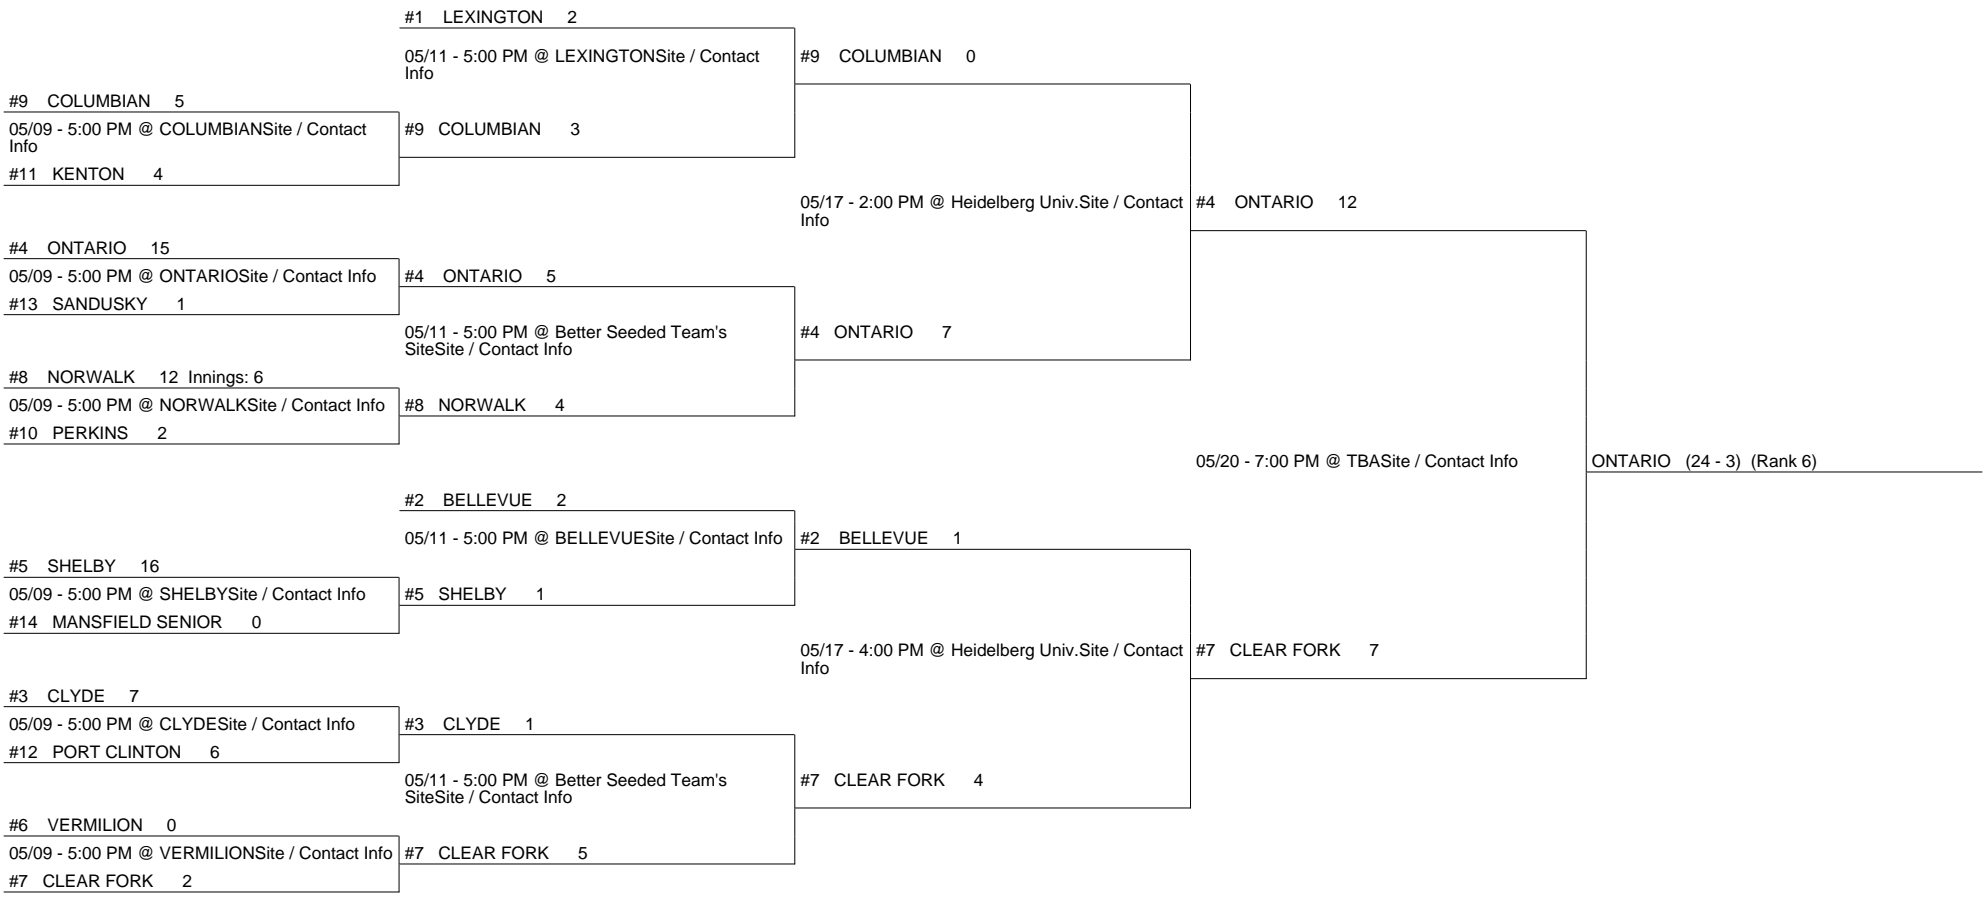 #1 LEXINGTON 2
05/11 - 5:00 PM @ LEXINGTONSite / Contact
Info
#9 COLUMBIAN 0
#9 COLUMBIAN 5
05/09 - 5:00 PM @ COLUMBIANSite / Contact
Info
#9 COLUMBIAN 3
#11 KENTON 4
05/17 - 2:00 PM @ Heidelberg Univ.Site / Contact
Info
#4 ONTARIO 12
#4 ONTARIO 15
05/09 - 5:00 PM @ ONTARIOSite / Contact Info
#4 ONTARIO 5
#13 SANDUSKY 1
05/11 - 5:00 PM @ Better Seeded Team's
SiteSite / Contact Info
#4 ONTARIO 7
#8 NORWALK 12 Innings: 6
05/09 - 5:00 PM @ NORWALKSite / Contact Info
#8 NORWALK 4
#10 PERKINS 2
05/20 - 7:00 PM @ TBASite / Contact Info
ONTARIO (24 - 3) (Rank 6)
#2 BELLEVUE 2
05/11 - 5:00 PM @ BELLEVUESite / Contact Info
#2 BELLEVUE 1
#5 SHELBY 16
05/09 - 5:00 PM @ SHELBYSite / Contact Info
#5 SHELBY 1
#14 MANSFIELD SENIOR 0
05/17 - 4:00 PM @ Heidelberg Univ.Site / Contact
Info
#7 CLEAR FORK 7
#3 CLYDE 7
05/09 - 5:00 PM @ CLYDESite / Contact Info
#3 CLYDE 1
#12 PORT CLINTON 6
05/11 - 5:00 PM @ Better Seeded Team's
SiteSite / Contact Info
#7 CLEAR FORK 4
#6 VERMILION 0
05/09 - 5:00 PM @ VERMILIONSite / Contact Info
#7 CLEAR FORK 5
#7 CLEAR FORK 2